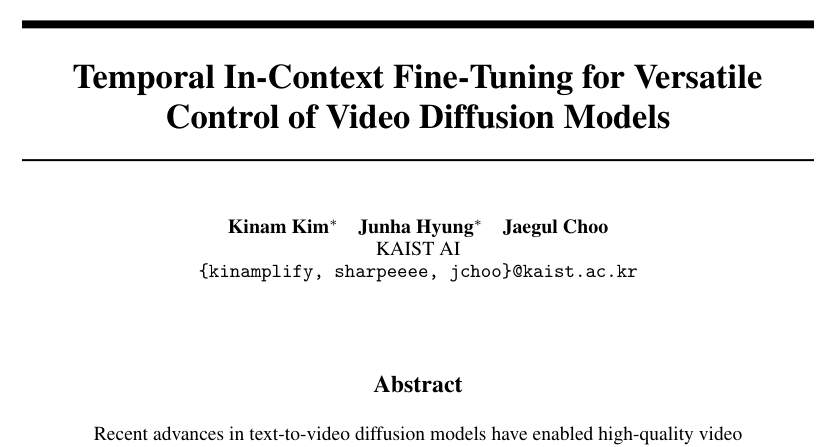 Temporal In-Context Fine-Tuning for Versatile
Control of Video Diffusion Models
Kinam Kim* Junha Hyung* Jaegul Choo
KAIST AI
{kinamplify, sharpeeee, jchoo}@kaist.ac.kr
Abstract
Recent advances in text-to-video diffusion models have enabled high-quality video